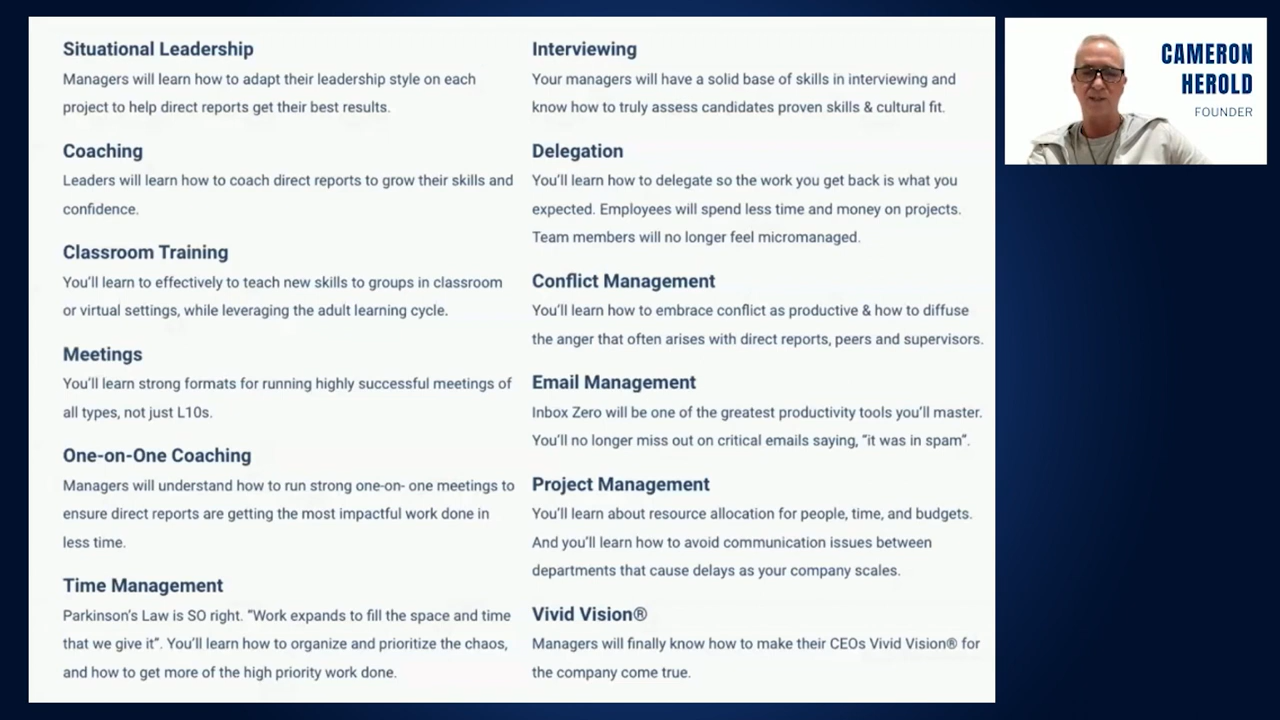 Situational Leadership
Managers will learn how to adapt their leadership style on each
project to help direct reports get their best results.
Coaching
Leaders will learn how to coach direct reports to grow their skills and
confidence.
Classroom Training
You'll learn to effectively to teach new skills to groups in classroom
or virtual settings, while leveraging the adult learning cycle.
Meetings
You'll learn strong formats for running highly successful meetings of
all types, not just L10s.
One-on-One Coaching
Managers will understand how to run strong one-on- one meetings to
ensure direct reports are getting the most impactful work done in
less time.
Time Management
Parkinson's Law is SO right. "Work expands to fill the space and time
that we give it". You'll learn how to organize and prioritize the chaos,
and how to get more of the high priority work done.
Interviewing
Your managers will have a solid base of skills in interviewing and
know how to truly assess candidates proven skills & cultural fit.
Delegation
You'll learn how to delegate so the work you get back is what you
expected. Employees will spend less time and money on projects.
Team members will no longer feel micromanaged.
Conflict Management
You'll learn how to embrace conflict as productive & how to diffuse
the anger that often arises with direct reports, peers and supervisors.
Email Management
Inbox Zero will be one of the greatest productivity tools you'll master.
You'll no longer miss out on critical emails saying, "it was in spam".
Project Management
You'll learn about resource allocation for people, time, and budgets.
And you'll learn how to avoid communication issues between
departments that cause delays as your company scales.
Vivid Vision®
Managers will finally know how to make their CEOs Vivid Vision® for
the company come true.
CAMERON
HEROLD
FOUNDER